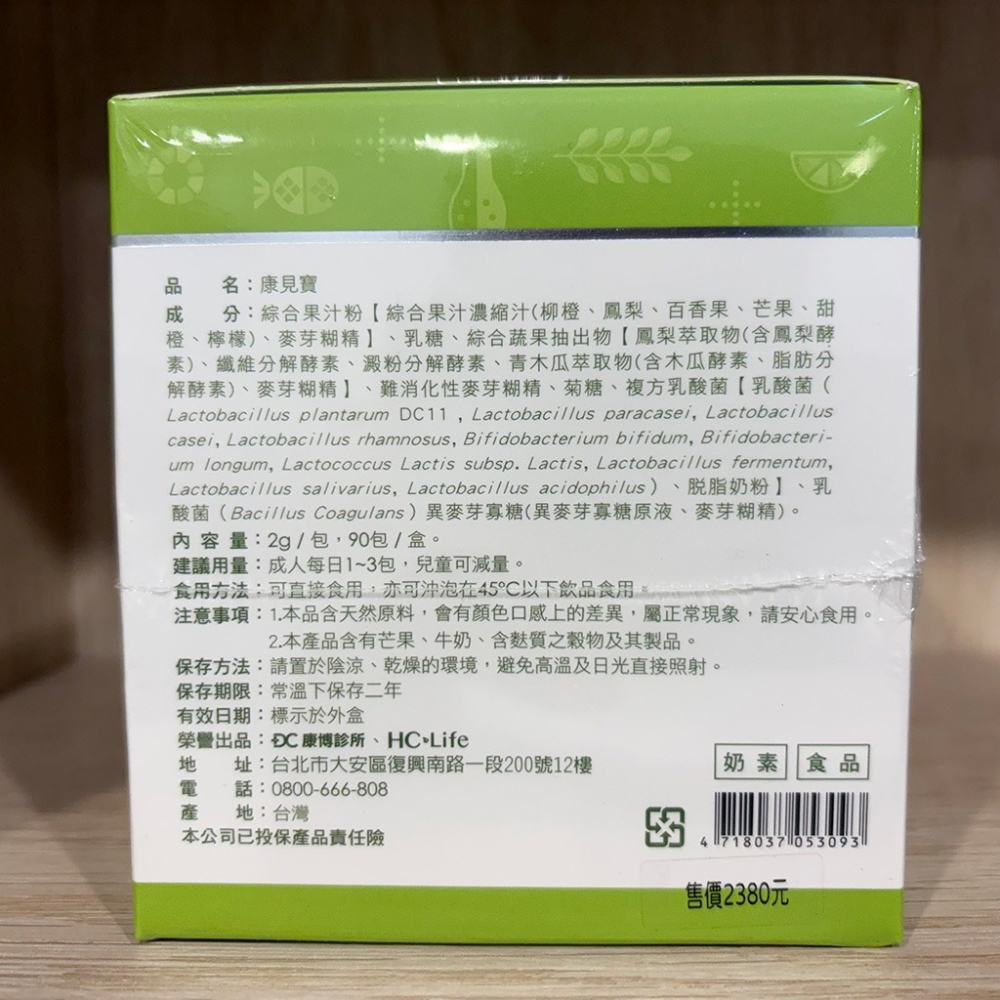 品　　名：康見寶
成　　分：綜合果汁粉【綜合果汁濃縮汁(柳橙、鳳梨、百香果、芒果、甜
橙、檸檬)、麥芽糊精】、乳糖、綜合蔬果抽出物【鳳梨萃取物(含鳳梨酵
素)、纖維分解酵素、澱粉分解酵素、青木瓜萃取物(含木瓜酵素、脂肪分
解酵素)、麥芽糊精】、難消化性麥芽糊精、菊糖、複方乳酸菌【乳酸菌（
Lactobacillus plantarum DC11 , Lactobacillus paracasei, Lactobacillus
casei, Lactobacillus rhamnosus, Bifidobacterium bifidum, Bifidobacteri-
um longum, Lactococcus Lactis subsp. Lactis, Lactobacillus fermentum,
Lactobacillus salivarius, Lactobacillus acidophilus）、脱脂奶粉】、乳
酸菌（Bacillus Coagulans）異麥芽寡糖(異麥芽寡糖原液、麥芽糊精)。
內 容 量：2g / 包，90包 / 盒。
建議用量：成人每日1~3包，兒童可減量。
食用方法：可直接食用，亦可沖泡在45°C以下飲品食用。
注意事項：1.本品含天然原料，會有顏色口感上的差異，屬正常現象，請安心食用。
2.本產品含有芒果、牛奶、含麩質之穀物及其製品。
保存方法：請置於陰涼、乾燥的環境，避免高溫及日光直接照射。
保存期限：常溫下保存二年
有效日期：標示於外盒
榮譽出品：DC 康博診所、HC Life
地　　址：台北市大安區復興南路一段200號12樓
電　　話：0800-666-808
產　　地：台灣
本公司已投保產品責任險
奶素 食品
4 718037 053093
售價2380元